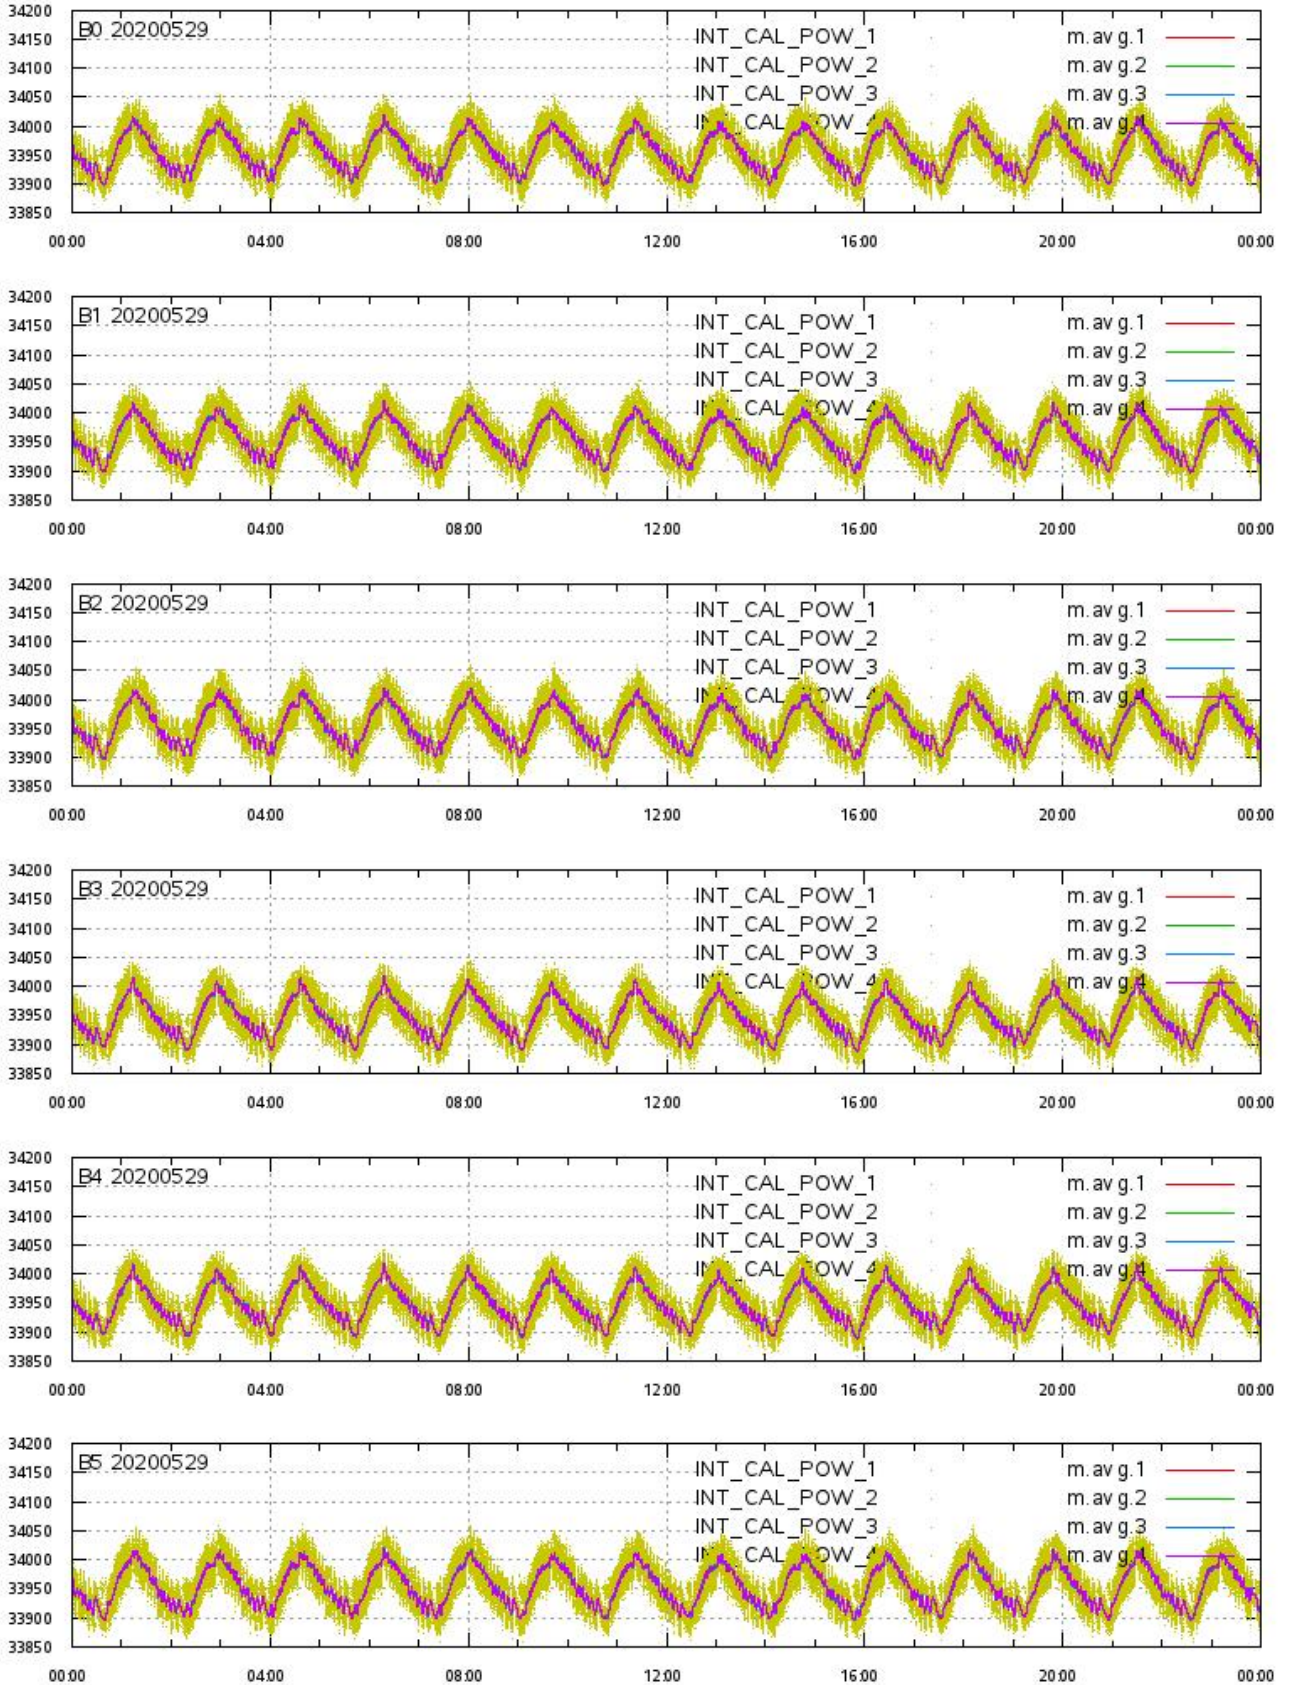 34200
B0 20200529 INT_CAL_POW_1 m.avg.1
34150
34100 INT_CAL_POW_2 m.avg.2
34050 INT_CAL_POW_3 m.avg.3
34000 INT_CAL_POW_4 m.avg.4
33950
33900
33850
00:00 04:00 08:00 12:00 16:00 20:00 00:00
34200
B1 20200529 INT_CAL_POW_1 m.avg.1
34150
34100 INT_CAL_POW_2 m.avg.2
34050 INT_CAL_POW_3 m.avg.3
34000 INT_CAL_POW_4 m.avg.4
33950
33900
33850
00:00 04:00 08:00 12:00 16:00 20:00 00:00
34200
B2 20200529 INT_CAL_POW_1 m.avg.1
34150
34100 INT_CAL_POW_2 m.avg.2
34050 INT_CAL_POW_3 m.avg.3
34000 INT_CAL_POW_4 m.avg.4
33950
33900
33850
00:00 04:00 08:00 12:00 16:00 20:00 00:00
34200
B3 20200529 INT_CAL_POW_1 m.avg.1
34150
34100 INT_CAL_POW_2 m.avg.2
34050 INT_CAL_POW_3 m.avg.3
34000 INT_CAL_POW_4 m.avg.4
33950
33900
33850
00:00 04:00 08:00 12:00 16:00 20:00 00:00
34200
B4 20200529 INT_CAL_POW_1 m.avg.1
34150
34100 INT_CAL_POW_2 m.avg.2
34050 INT_CAL_POW_3 m.avg.3
34000 INT_CAL_POW_4 m.avg.4
33950
33900
33850
00:00 04:00 08:00 12:00 16:00 20:00 00:00
34200
B5 20200529 INT_CAL_POW_1 m.avg.1
34150
34100 INT_CAL_POW_2 m.avg.2
34050 INT_CAL_POW_3 m.avg.3
34000 INT_CAL_POW_4 m.avg.4
33950
33900
33850
00:00 04:00 08:00 12:00 16:00 20:00 00:00